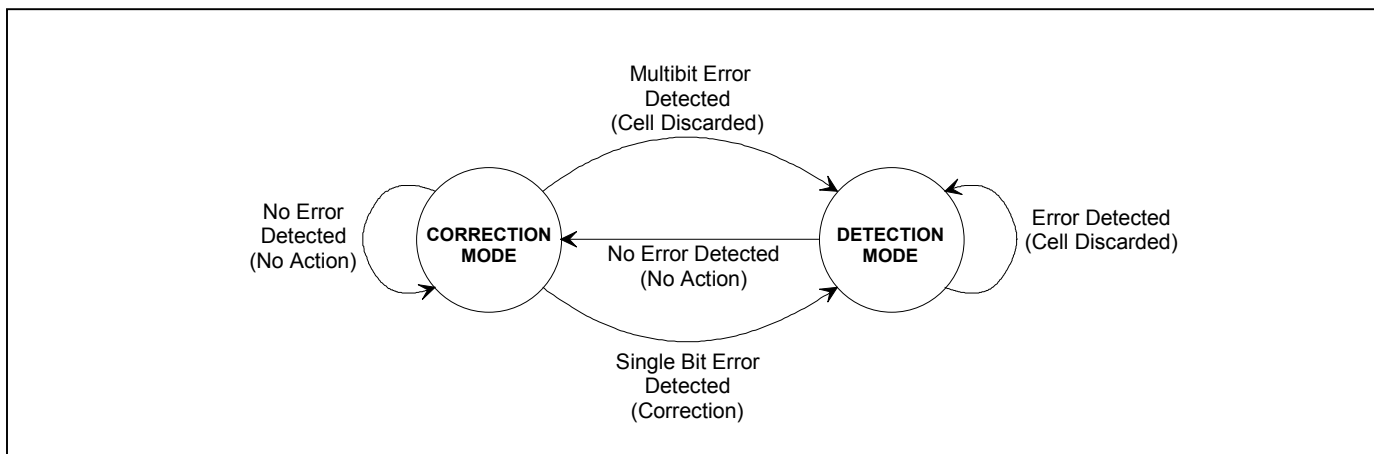 Multibit Error
Detected
(Cell Discarded)
No Error
Detected
(No Action)
CORRECTION
MODE
No Error Detected
(No Action)
DETECTION
MODE
Error Detected
(Cell Discarded)
Single Bit Error
Detected
(Correction)